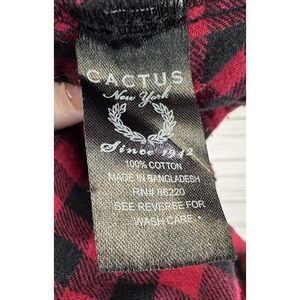 CACTUS
New York
Since 1912
100% COTTON
MADE IN BANGLADESH
RN# 86220
SEE REVERSE FOR
WASH CARE